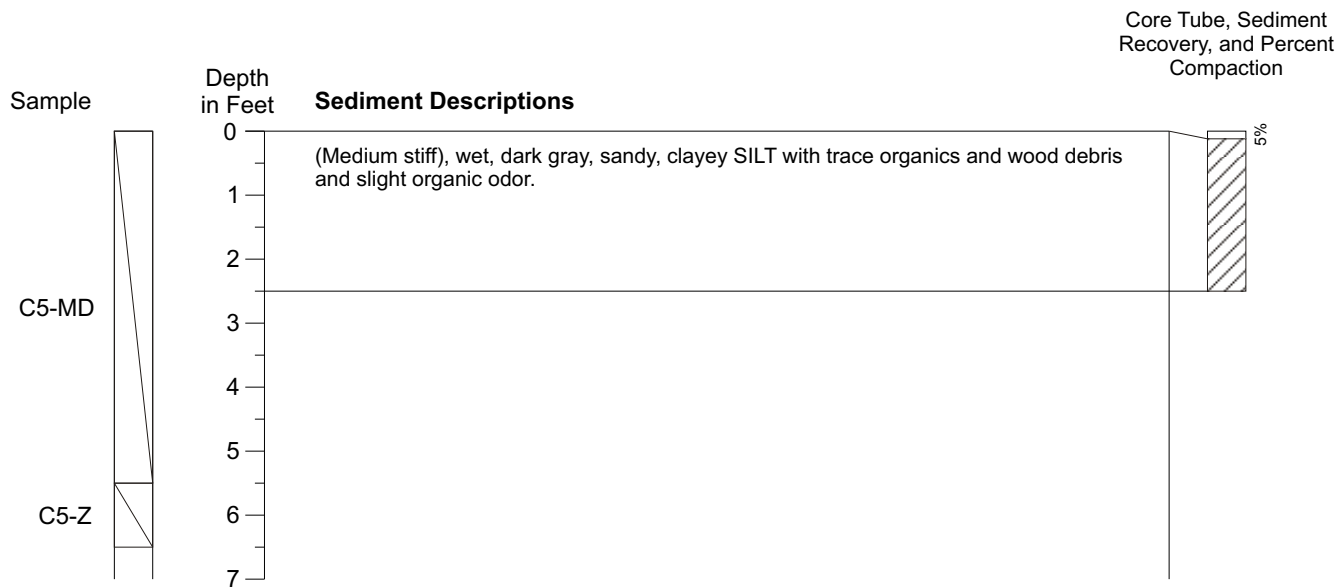 Core Tube, Sediment
Recovery, and Percent
Compaction
Sample
Depth
in Feet
Sediment Descriptions
0
(Medium stiff), wet, dark gray, sandy, clayey SILT with trace organics and wood debris
and slight organic odor.
5%
1
2
C5-MD
3
4
5
C5-Z
6
7